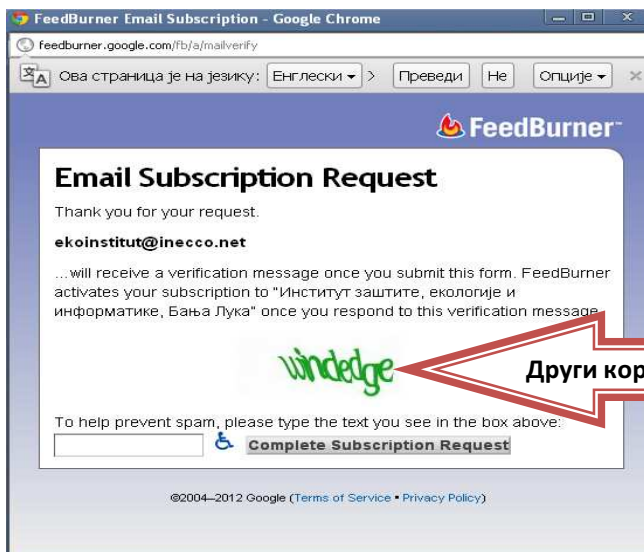 FeedBurner Email Subscription - Google Chrome
feedburner.google.com/fb/a/mailverify
Ова страница је на језику: Енглески > Преведи Не Опције
FeedBurner™
Email Subscription Request
Thank you for your request.
ekoinstitut@inecco.net
...will receive a verification message once you submit this form. FeedBurner
activates your subscription to "Институт заштите, екологије и
информатике, Бања Лука" once you respond to this verification message.
windedge
Други кор
To help prevent spam, please type the text you see in the box above:
Complete Subscription Request
©2004–2012 Google (Terms of Service • Privacy Policy)